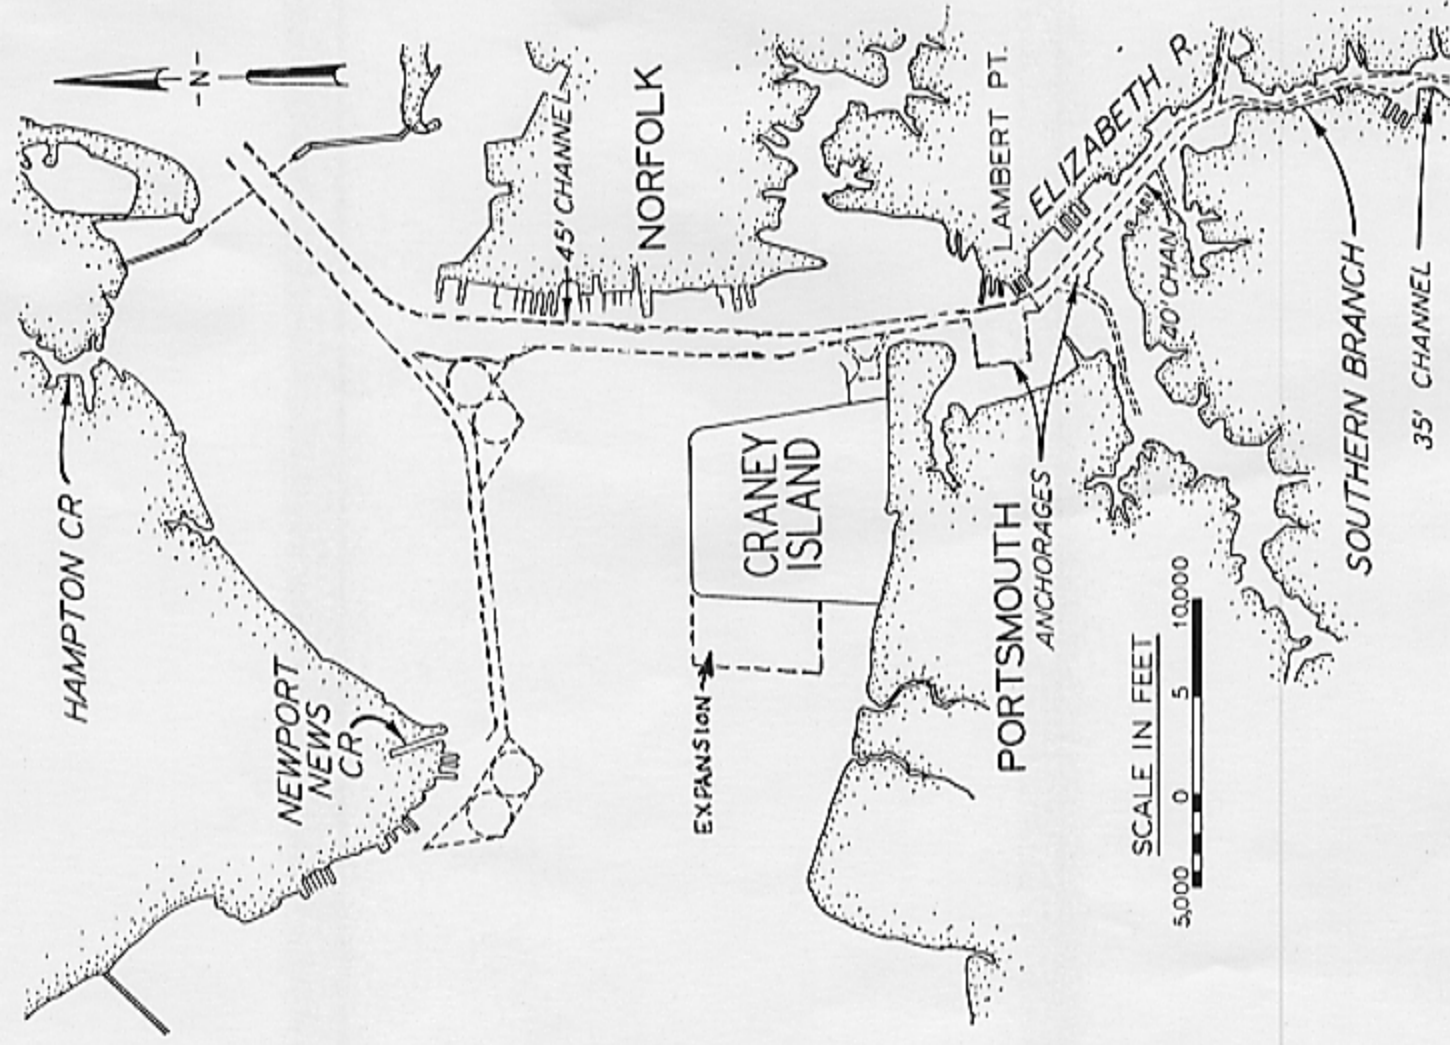 -N-
HAMPTON CR
NEWPORT
NEWS
CR.
45' CHANNEL
NORFOLK
LAMBERT PT.
ELIZABETH R
CRANEY
ISLAND
EXPANSION
PORTSMOUTH
ANCHORAGES
40' CHAN
SOUTHERN BRANCH
35' CHANNEL
SCALE IN FEET
5,000 0 5 10,000